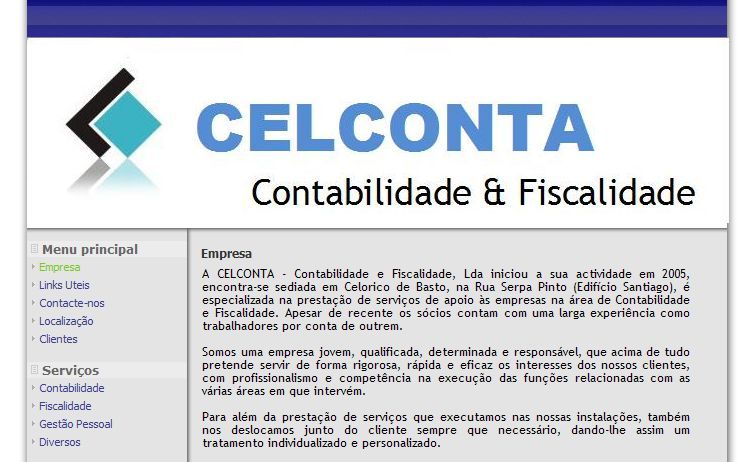 CELCONTA
Contabilidade & Fiscalidade
Menu principal
Empresa
Links Uteis
Contacte-nos
Localização
Clientes
Serviços
Contabilidade
Fiscalidade
Gestão Pessoal
Diversos
Empresa
A CELCONTA - Contabilidade e Fiscalidade, Lda iniciou a sua actividade em 2005,
encontra-se sediada em Celorico de Basto, na Rua Serpa Pinto (Edifício Santiago), é
especializada na prestação de serviços de apoio às empresas na área de Contabilidade
e Fiscalidade. Apesar de recente os sócios contam com uma larga experiência como
trabalhadores por conta de outrem.
Somos uma empresa jovem, qualificada, determinada e responsável, que acima de tudo
pretende servir de forma rigorosa, rápida e eficaz os interesses dos nossos clientes,
com profissionalismo e competência na execução das funções relacionadas com as
várias áreas em que intervém.
Para além da prestação de serviços que executamos nas nossas instalações, também
nos deslocamos junto do cliente sempre que necessário, dando-lhe assim um
tratamento individualizado e personalizado.